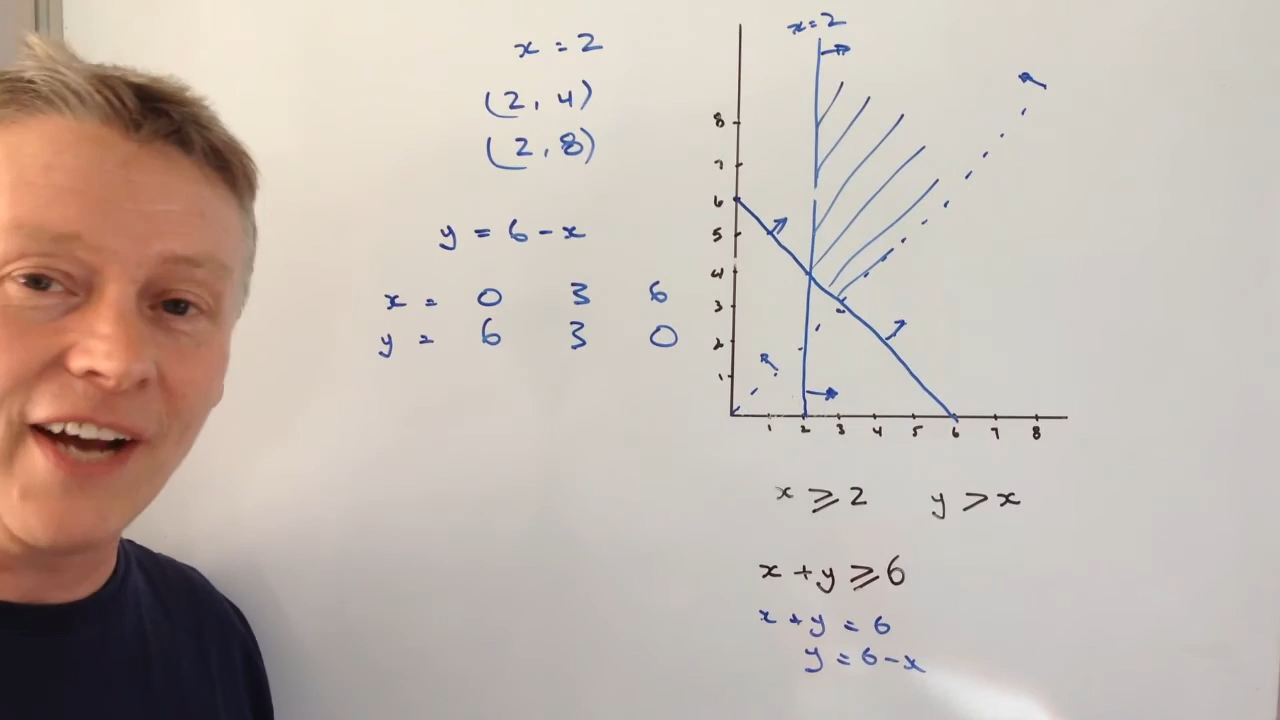 x = 2
(2, 4)
(2, 8)
y = 6 - x
x = 0 3 6
y = 6 3 0
x = 2
8
7
6
5
4
3
2
1
1 2 3 4 5 6 7 8
x ⩾ 2 y > x
x + y ⩾ 6
x + y = 6
y = 6 - x